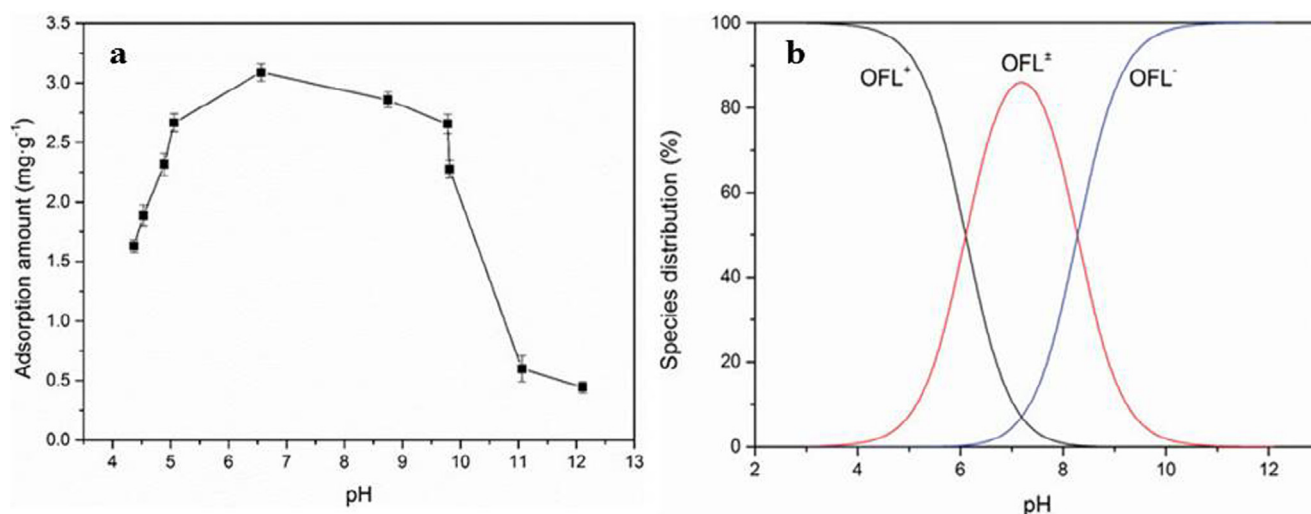 a
Adsorption amount (mg·g⁻¹)
3.5
3.0
2.5
2.0
1.5
1.0
0.5
0.0
4 5 6 7 8 9 10 11 12 13
pH
b
OFL⁺
OFL±
OFL⁻
Species distribution (%)
100
80
60
40
20
0
2 4 6 8 10 12
pH